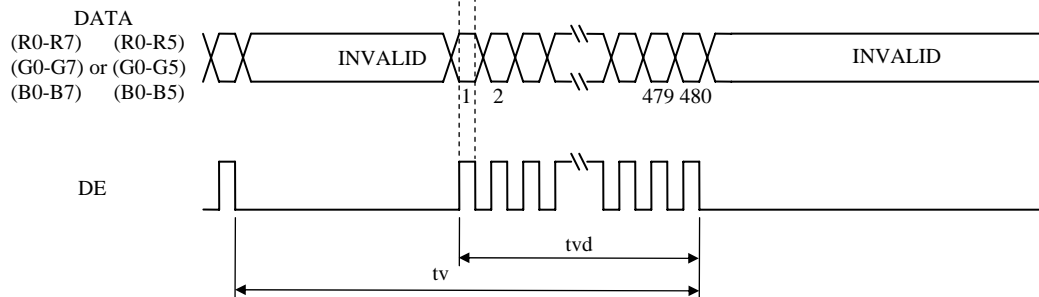 DATA
(R0-R7) (R0-R5)
(G0-G7) or (G0-G5)
(B0-B7) (B0-B5)
INVALID
INVALID
1 2 479 480
DE
tvd
tv